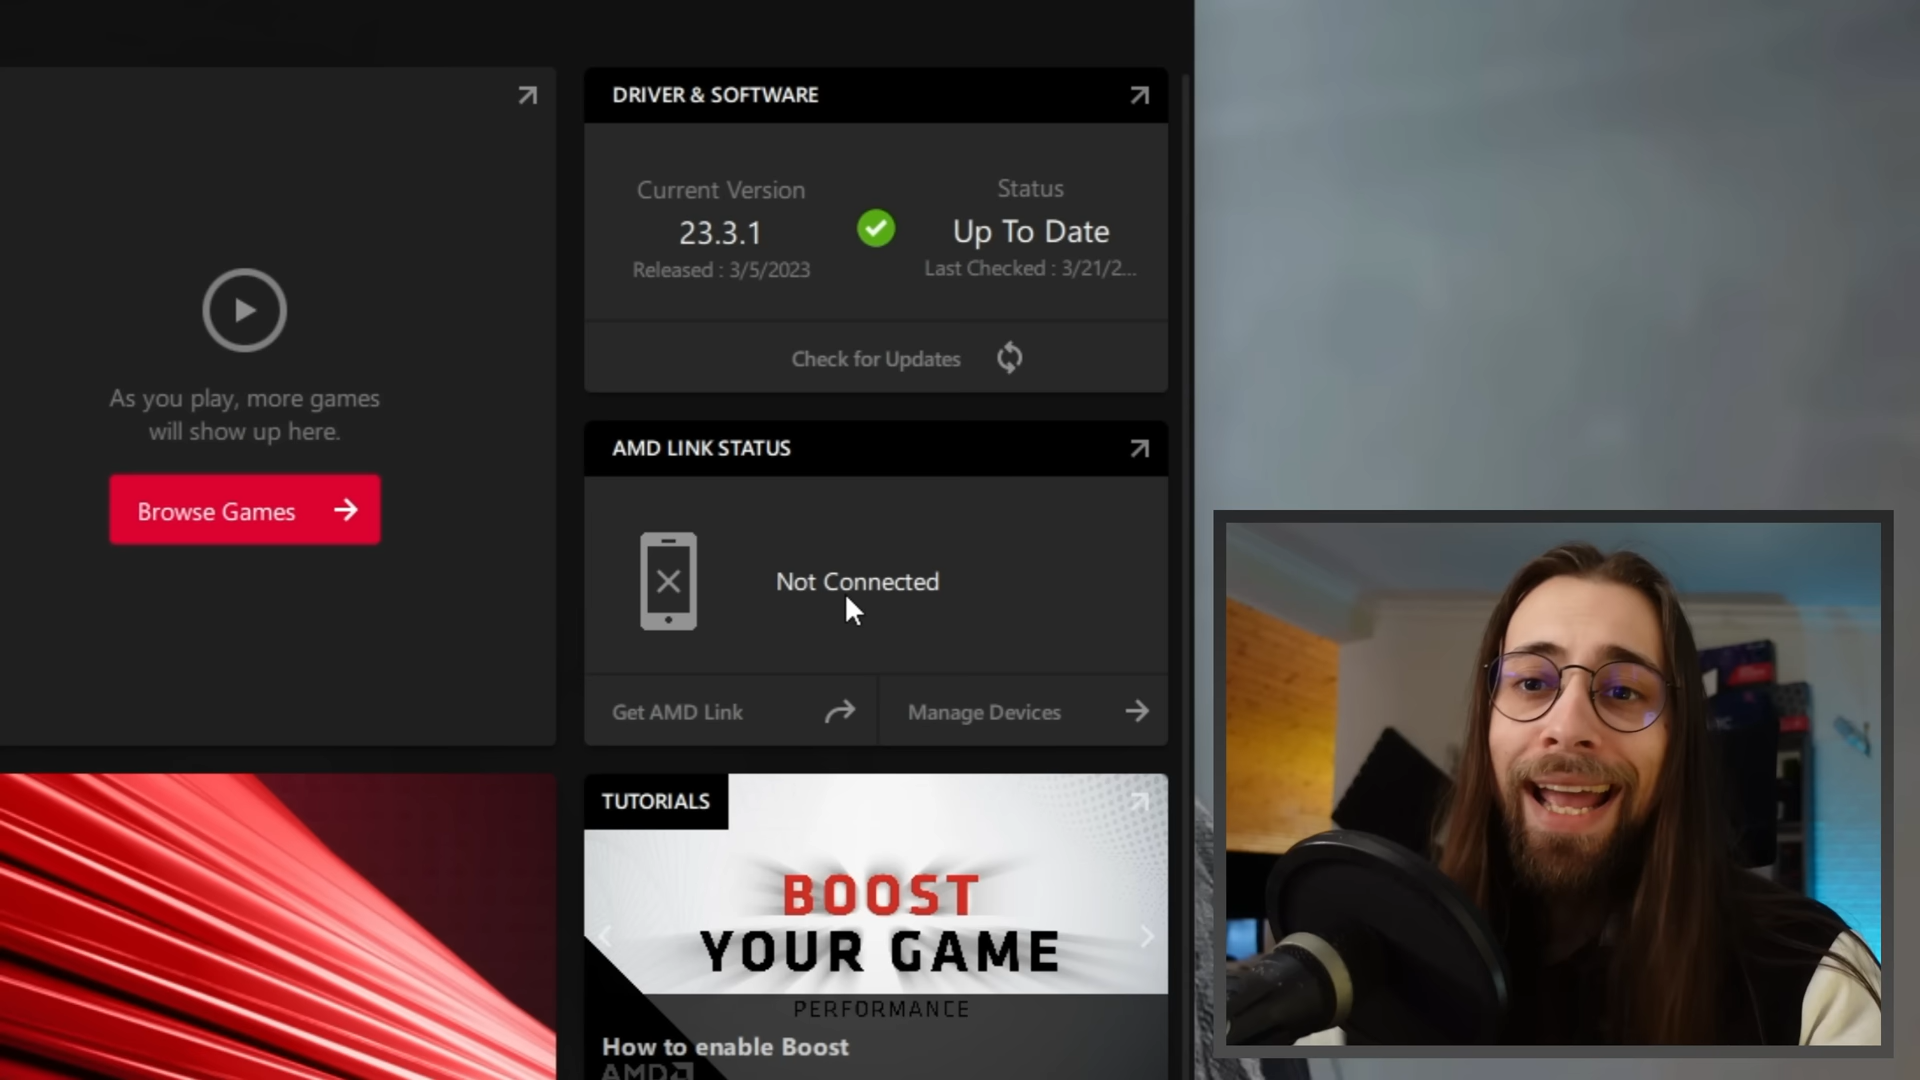 As you play, more games
will show up here.
Browse Games
DRIVER & SOFTWARE
Current Version
23.3.1
Released : 3/5/2023
Status
Up To Date
Last Checked : 3/21/2...
Check for Updates
AMD LINK STATUS
Not Connected
Get AMD Link
Manage Devices
TUTORIALS
BOOST
YOUR GAME
PERFORMANCE
How to enable Boost
AMD